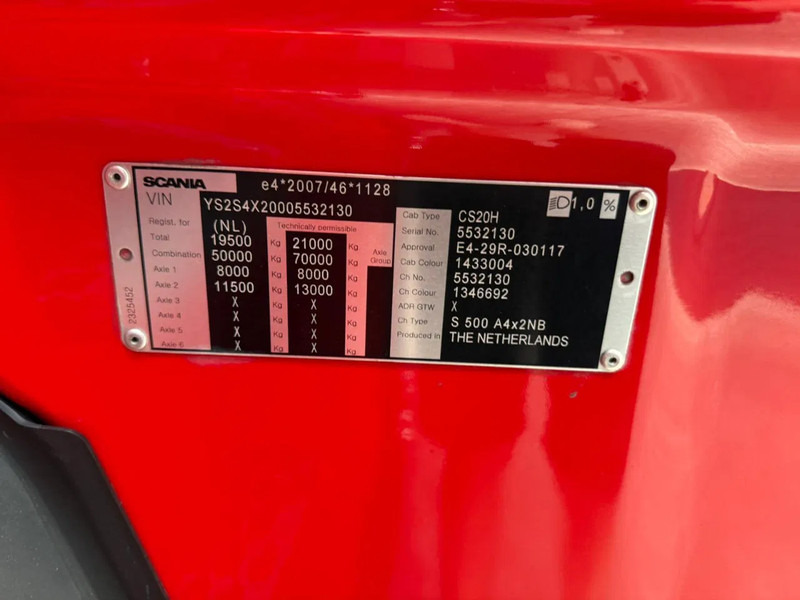 SCANIA e4*2007/46*1128 1,0 %
VIN YS2S4X20005532130
Regist. for (NL) Technically permissible
Total 19500 Kg 21000 Kg Axle Group
Combination 50000 Kg 70000 Kg
Axle 1 8000 Kg 8000 Kg
Axle 2 11500 Kg 13000 Kg
Axle 3 X Kg X Kg
Axle 4 X Kg X Kg
Axle 5 X Kg X Kg
Axle 6 X Kg X Kg
Cab Type CS20H
Serial No. 5532130
Approval E4-29R-030117
Cab Colour 1433004
Ch No. 5532130
Ch Colour 1346692
ADR GTW X
Ch Type S 500 A4x2NB
Produced in THE NETHERLANDS
2325452